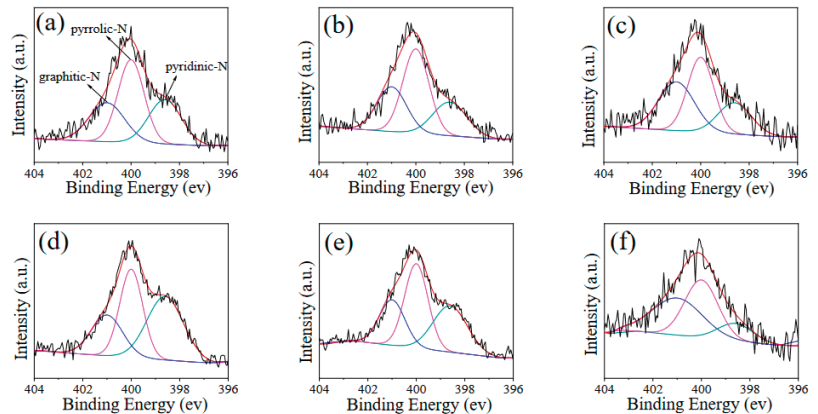 (a)
pyrrolic-N
graphitic-N
pyridinic-N
Intensity (a.u.)
404 402 400 398 396
Binding Energy (ev)
(b)
Intensity (a.u.)
404 402 400 398 396
Binding Energy (ev)
(c)
Intensity (a.u.)
404 402 400 398 396
Binding Energy (ev)
(d)
Intensity (a.u.)
404 402 400 398 396
Binding Energy (ev)
(e)
Intensity (a.u.)
404 402 400 398 396
Binding Energy (ev)
(f)
Intensity (a.u.)
404 402 400 398 396
Binding Energy (ev)